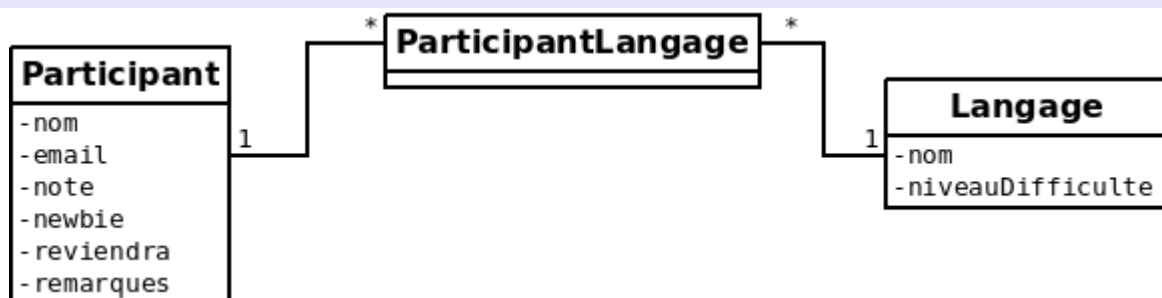 Participant
-nom
-email
-note
-newbie
-reviendra
-remarques
1
*
ParticipantLangage
*
1
Langage
-nom
-niveauDifficulte